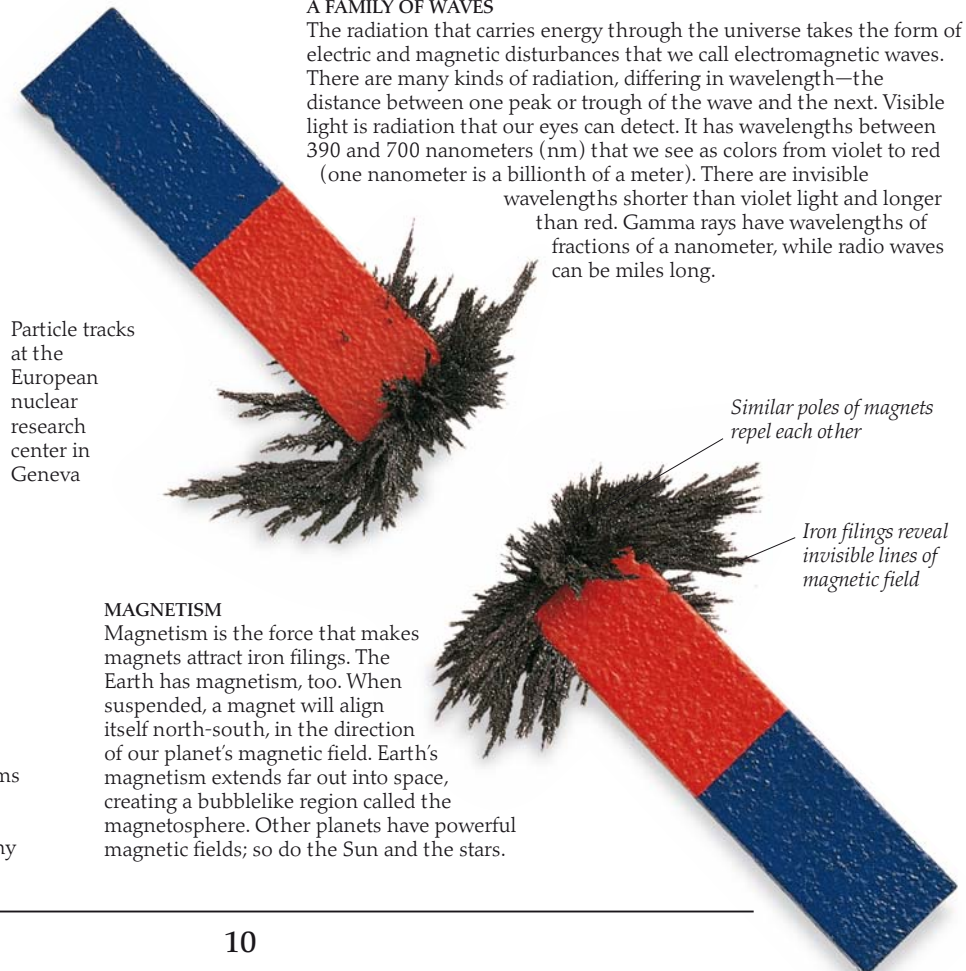 A FAMILY OF WAVES
The radiation that carries energy through the universe takes the form of
electric and magnetic disturbances that we call electromagnetic waves.
There are many kinds of radiation, differing in wavelength—the
distance between one peak or trough of the wave and the next. Visible
light is radiation that our eyes can detect. It has wavelengths between
390 and 700 nanometers (nm) that we see as colors from violet to red
(one nanometer is a billionth of a meter). There are invisible
wavelengths shorter than violet light and longer
than red. Gamma rays have wavelengths of
fractions of a nanometer, while radio waves
can be miles long.
Particle tracks
at the
European
nuclear
research
center in
Geneva
Similar poles of magnets
repel each other
Iron filings reveal
invisible lines of
magnetic field
MAGNETISM
Magnetism is the force that makes
magnets attract iron filings. The
Earth has magnetism, too. When
suspended, a magnet will align
itself north-south, in the direction
of our planet's magnetic field. Earth's
magnetism extends far out into space,
creating a bubblelike region called the
magnetosphere. Other planets have powerful
magnetic fields; so do the Sun and the stars.
10